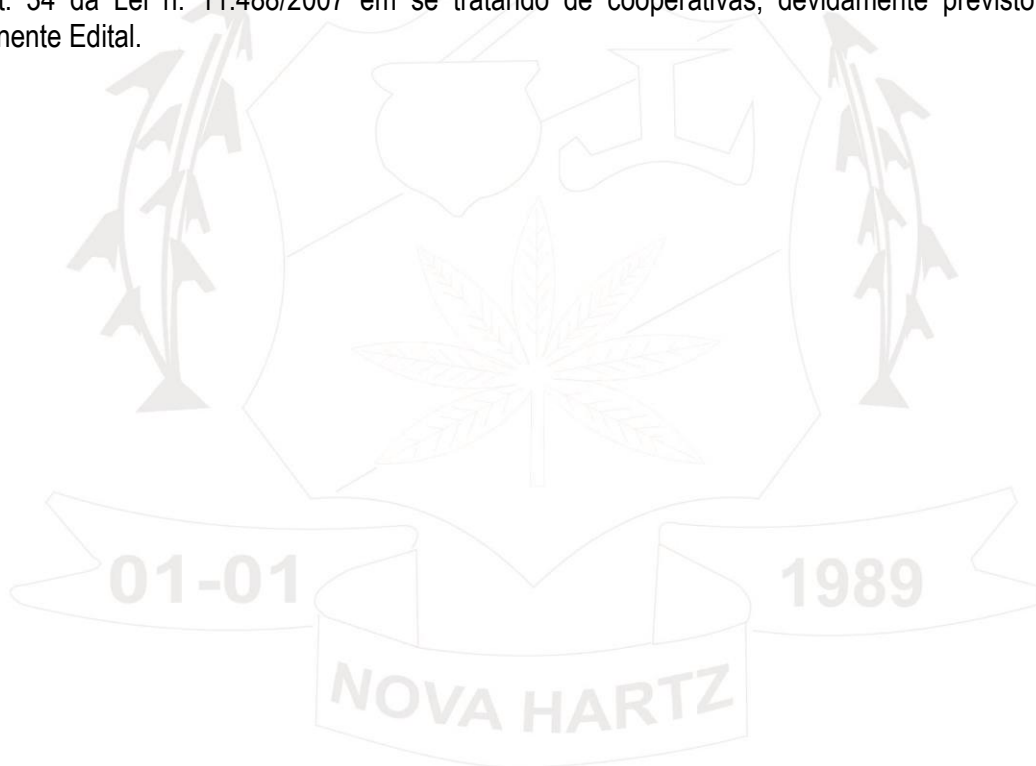 t. 34 da Lei n. 11.488/2007 em se tratando de cooperativas, devidamente previsto
nente Edital.
01-01
1989
NOVA HARTZ